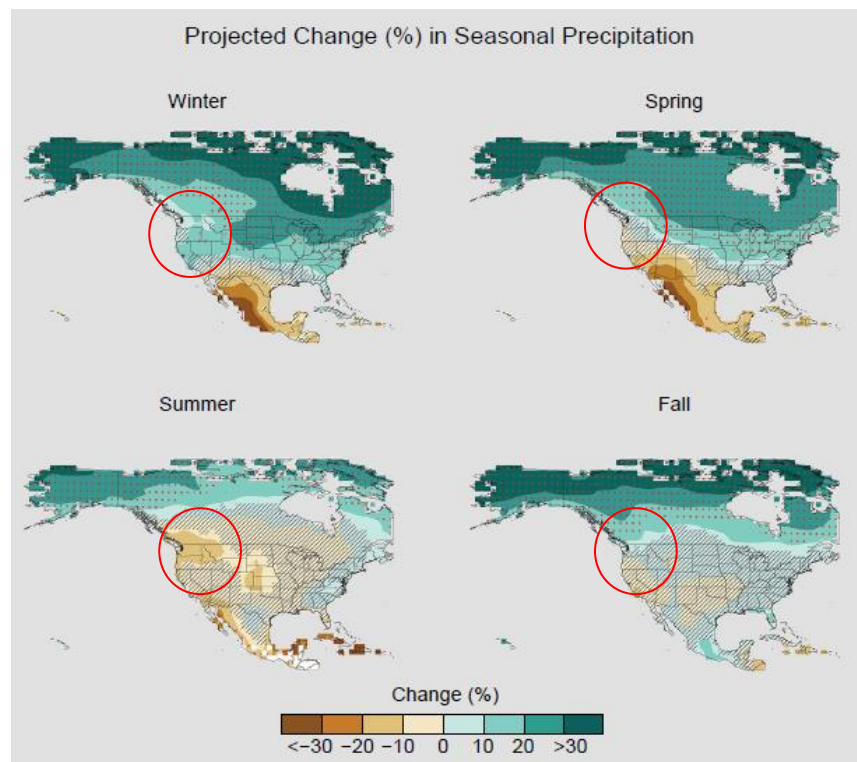 Projected Change (%) in Seasonal Precipitation
Winter
Spring
Summer
Fall
Change (%)
<−30 −20 −10 0 10 20 >30